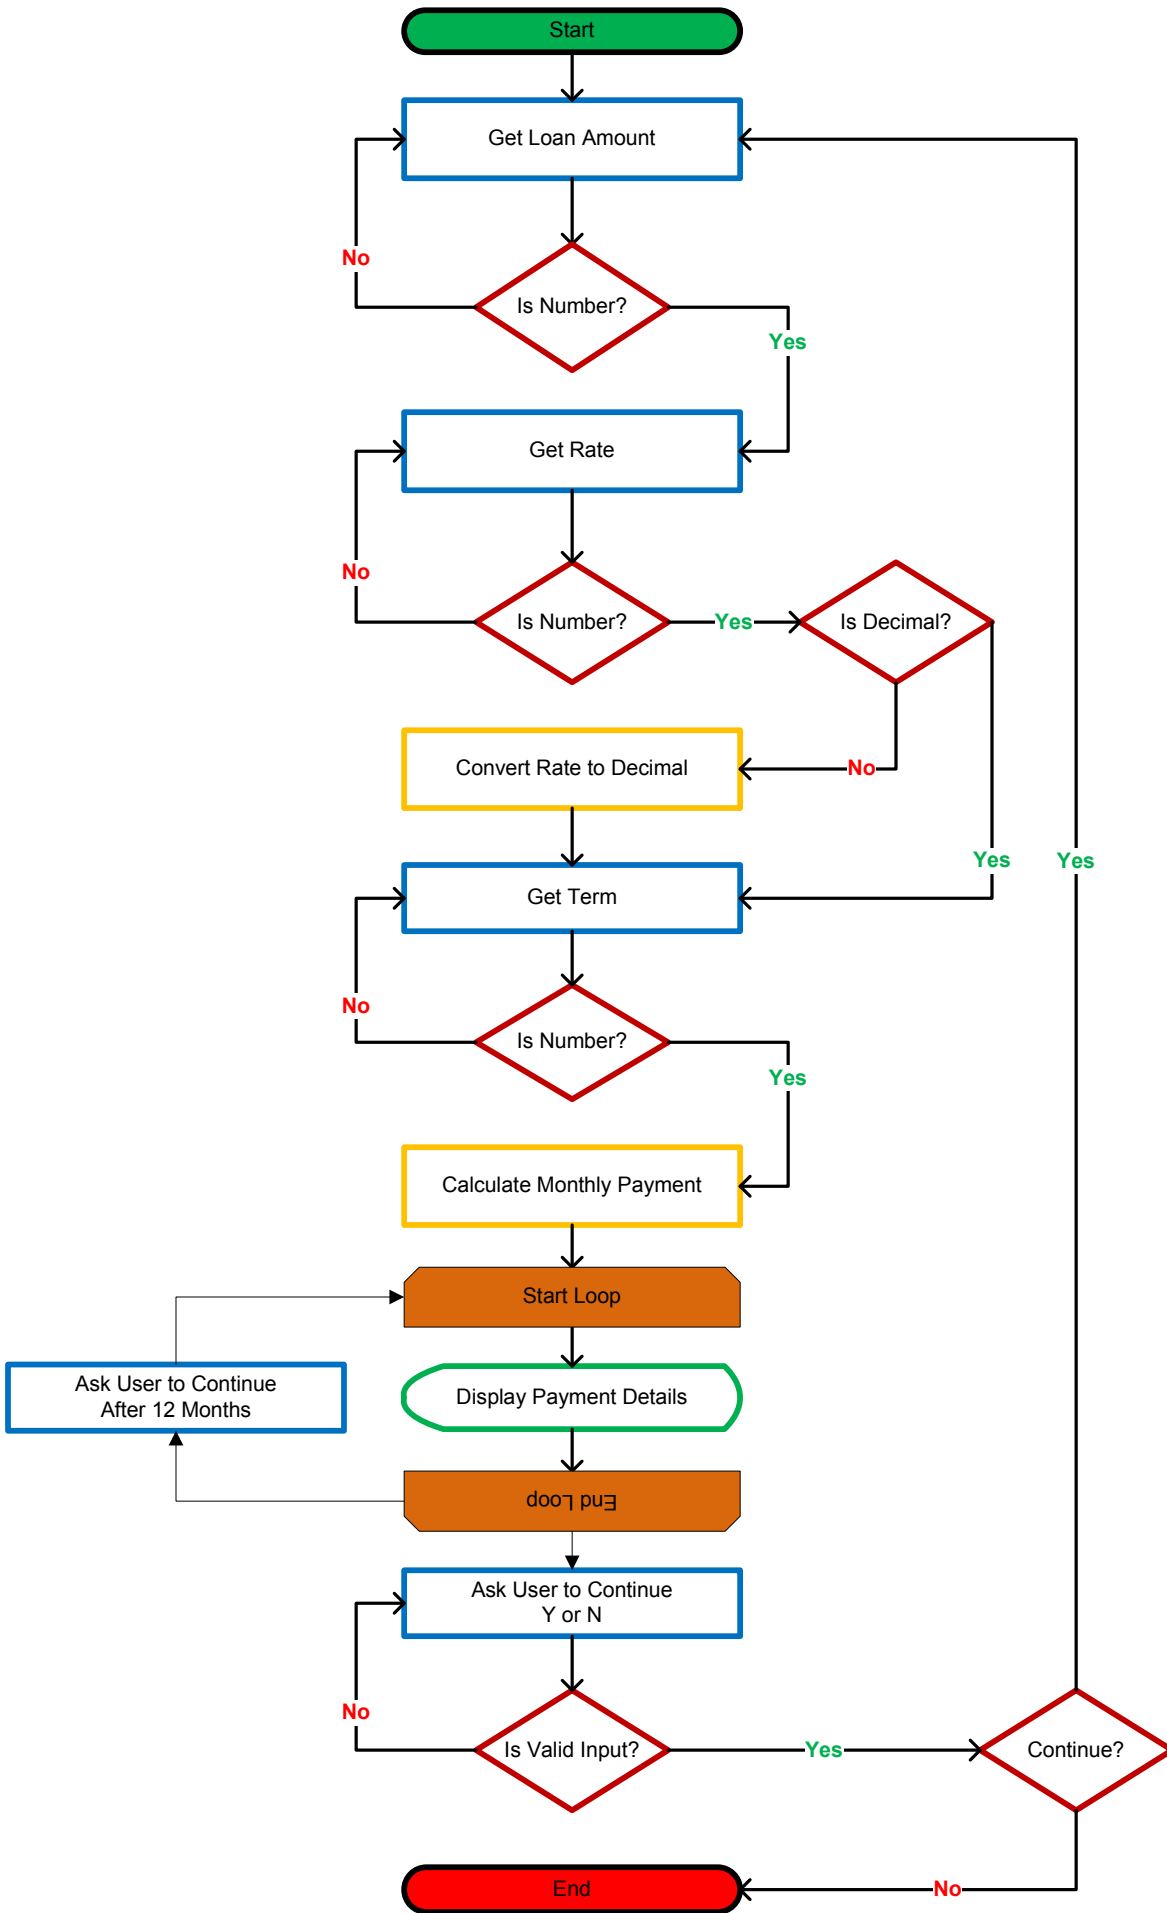 Start
Get Loan Amount
No
Is Number?
Yes
Get Rate
No
Is Number?
Yes
Is Decimal?
Convert Rate to Decimal
No
Yes
Yes
Get Term
No
Is Number?
Yes
Calculate Monthly Payment
Start Loop
Ask User to Continue
After 12 Months
Display Payment Details
End Loop
Ask User to Continue
Y or N
No
Is Valid Input?
Yes
Continue?
End
No